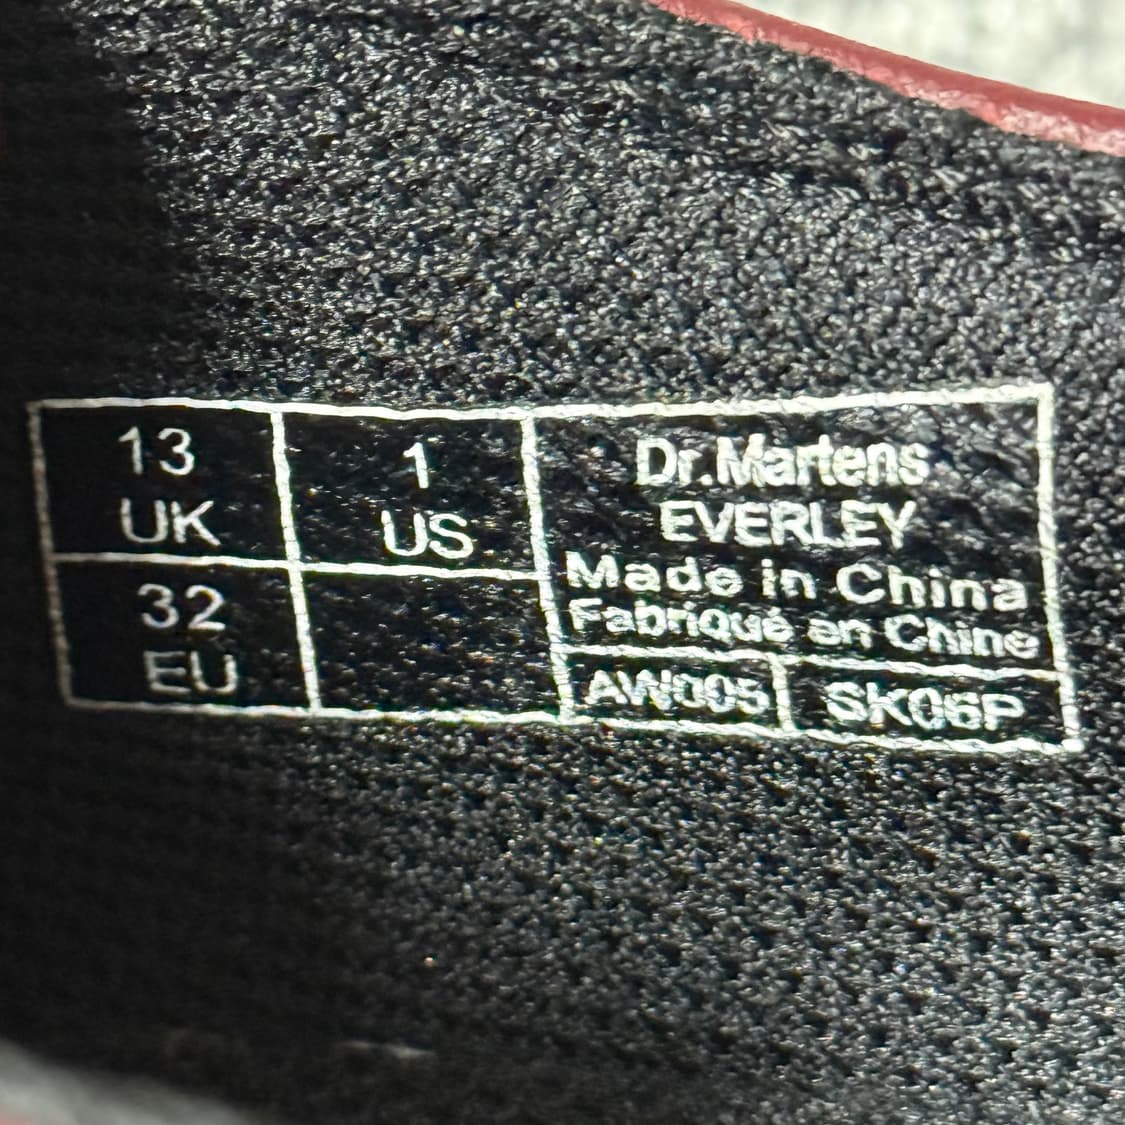 13
UK
1
US
32
EU
Dr.Martens
EVERLEY
Made in China
Fabriqué en Chine
AW005
SK06P